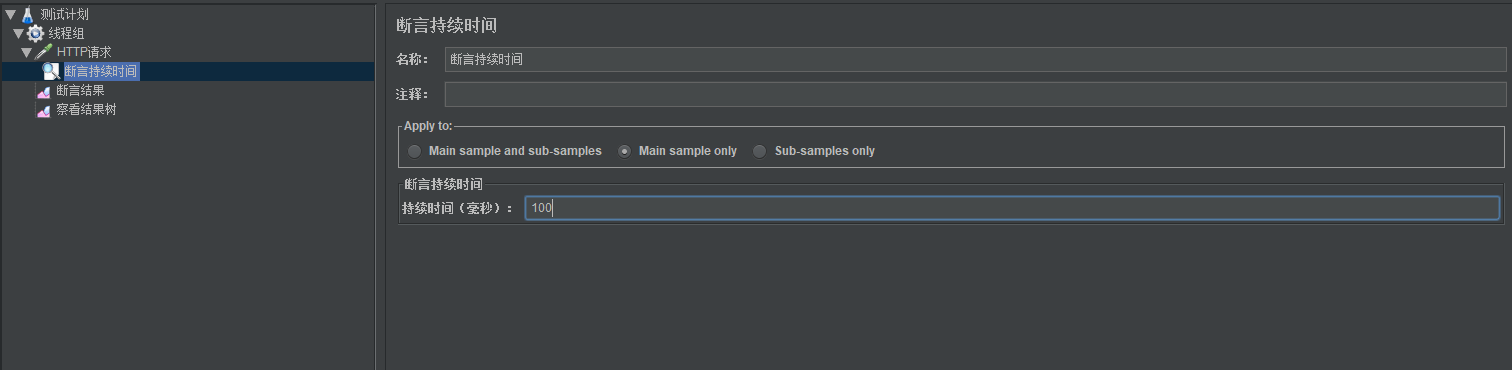 测试计划
线程组
HTTP请求
断言持续时间
断言结果
察看结果树
断言持续时间
名称： 断言持续时间
注释：
Apply to:
Main sample and sub-samples Main sample only Sub-samples only
断言持续时间
持续时间（毫秒）： 100